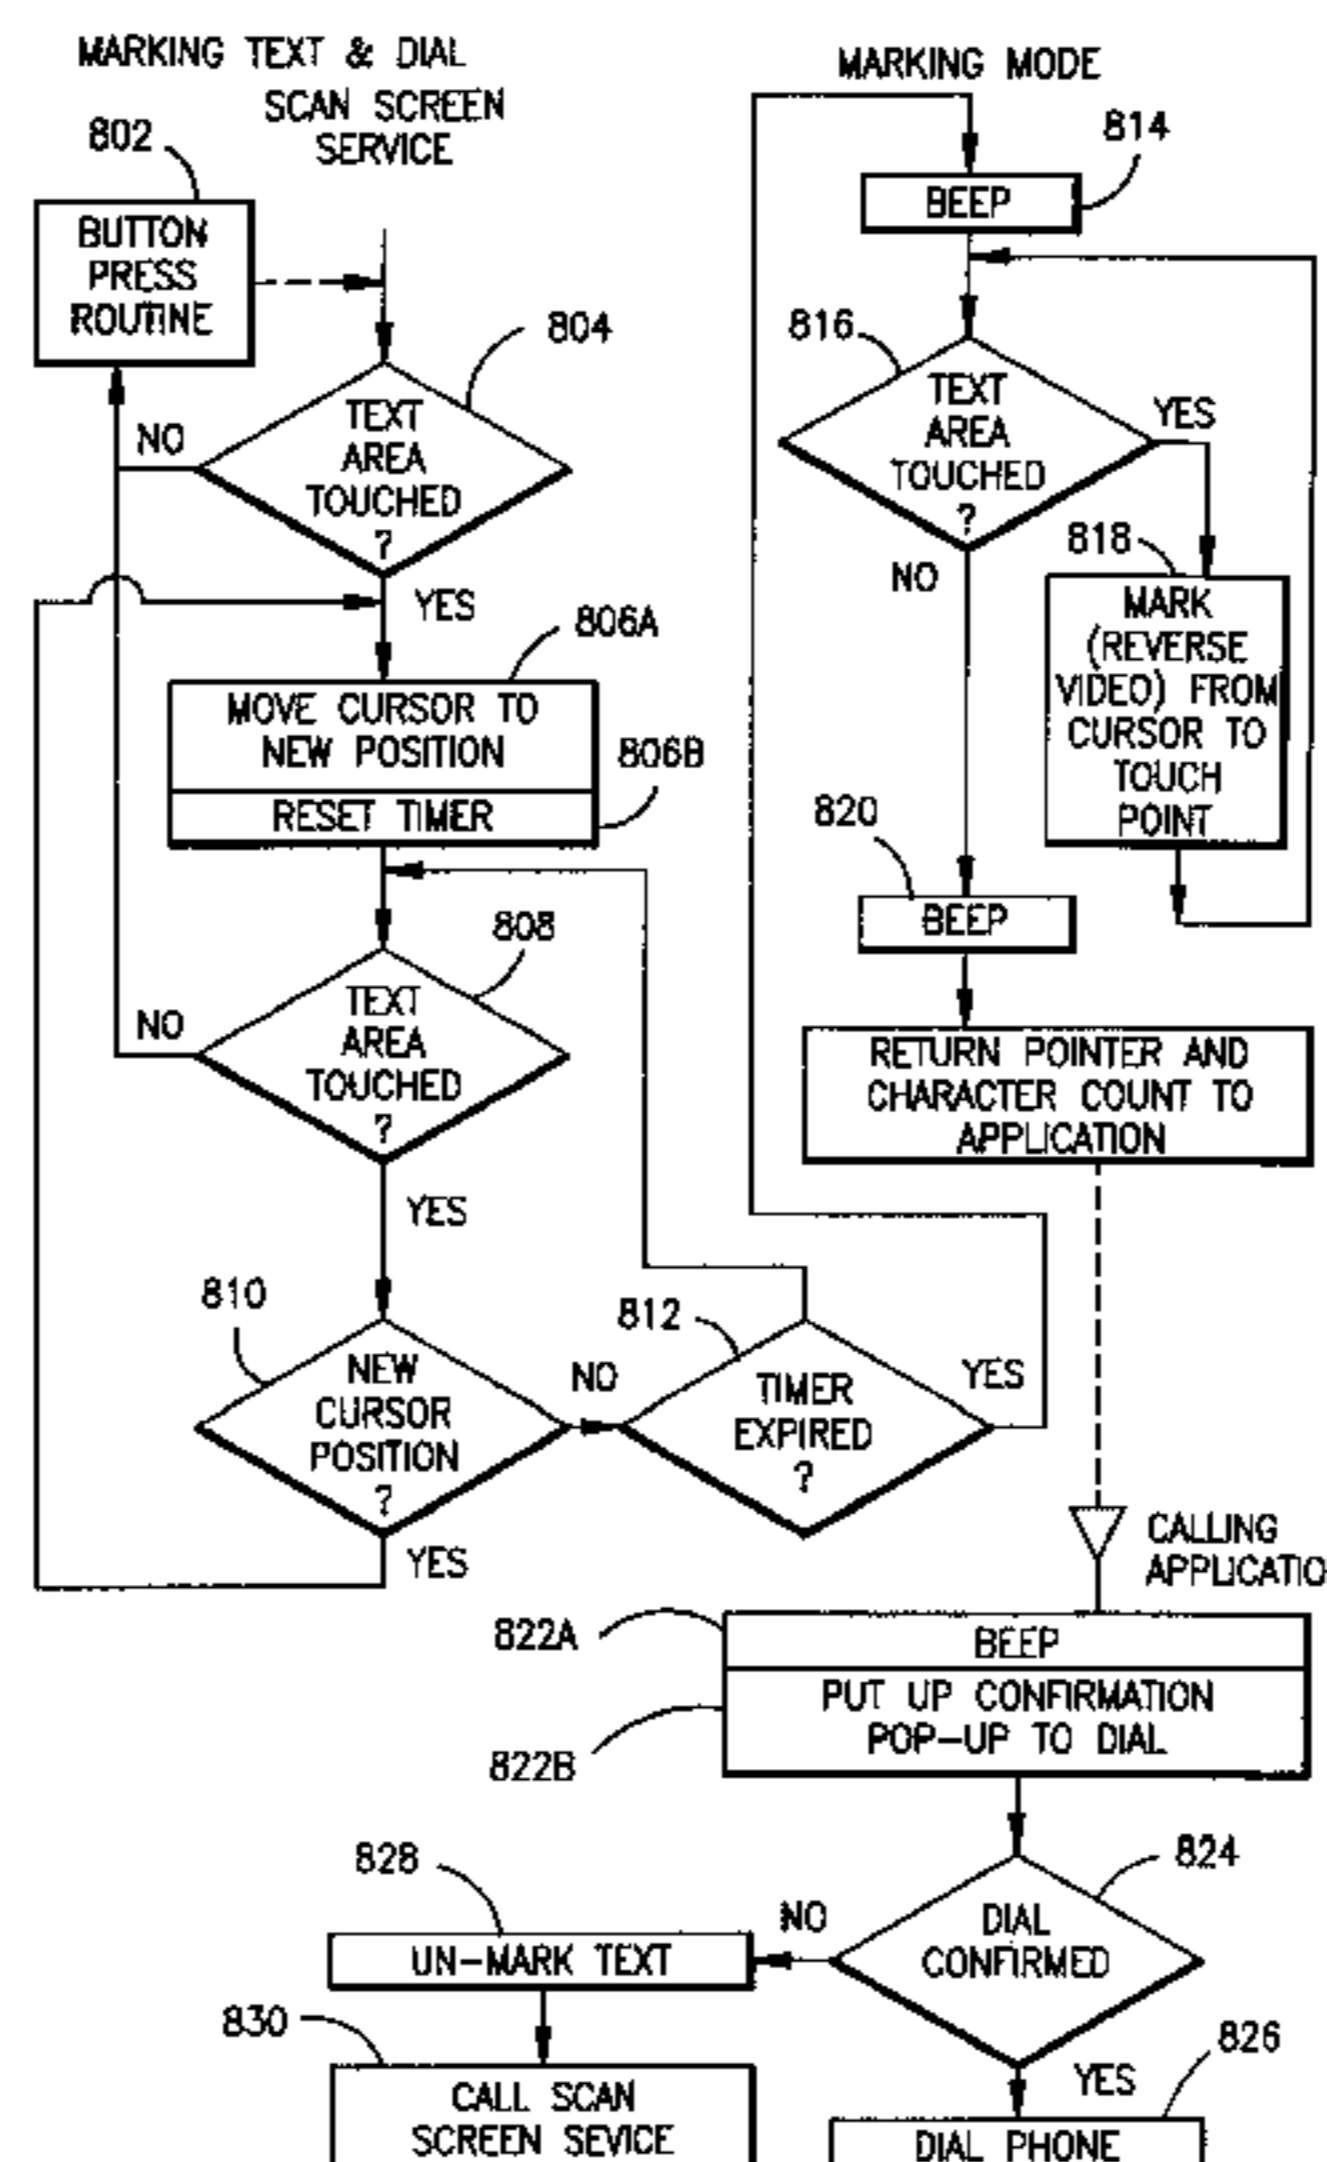 MARKING TEXT & DIAL
SCAN SCREEN
SERVICE
802
BUTTON
PRESS
ROUTINE
804
TEXT
AREA
TOUCHED
?
NO
YES
806A
MOVE CURSOR TO
NEW POSITION
806B
RESET TIMER
808
TEXT
AREA
TOUCHED
?
NO
YES
810
NEW
CURSOR
POSITION
?
NO
YES
812
TIMER
EXPIRED
?
YES
MARKING MODE
814
BEEP
816
TEXT
AREA
TOUCHED
?
YES
NO
818
MARK
(REVERSE
VIDEO) FROM
CURSOR TO
TOUCH
POINT
820
BEEP
RETURN POINTER AND
CHARACTER COUNT TO
APPLICATION
CALLING
APPLICATIO
822A
BEEP
822B
PUT UP CONFIRMATION
POP-UP TO DIAL
824
DIAL
CONFIRMED
NO
YES
828
UN-MARK TEXT
830
CALL SCAN
SCREEN SEVICE
826
DIAL PHONE